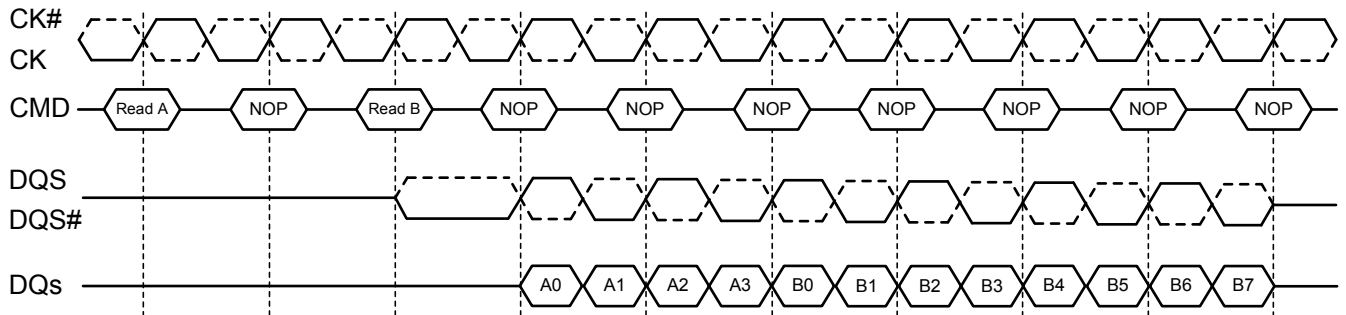 CK#
CK
CMD Read A NOP Read B NOP NOP NOP NOP NOP NOP NOP
DQS
DQS#
DQs A0 A1 A2 A3 B0 B1 B2 B3 B4 B5 B6 B7